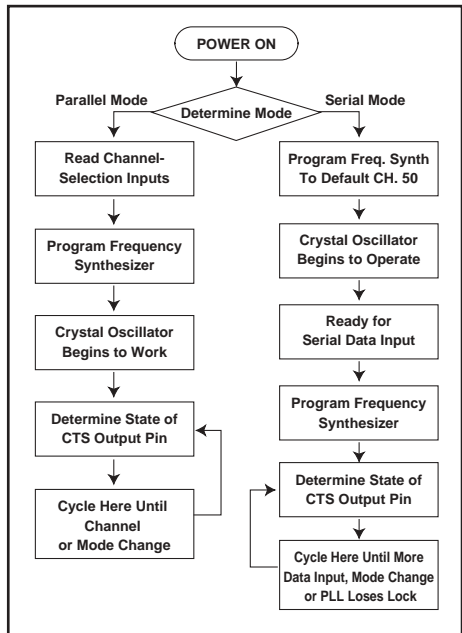 POWER ON
Parallel Mode
Determine Mode
Serial Mode
Read Channel-
Selection Inputs
Program Frequency
Synthesizer
Crystal Oscillator
Begins to Work
Determine State of
CTS Output Pin
Cycle Here Until
Channel
or Mode Change
Program Freq. Synth
To Default CH. 50
Crystal Oscillator
Begins to Operate
Ready for
Serial Data Input
Program Frequency
Synthesizer
Determine State of
CTS Output Pin
Cycle Here Until More
Data Input, Mode Change
or PLL Loses Lock